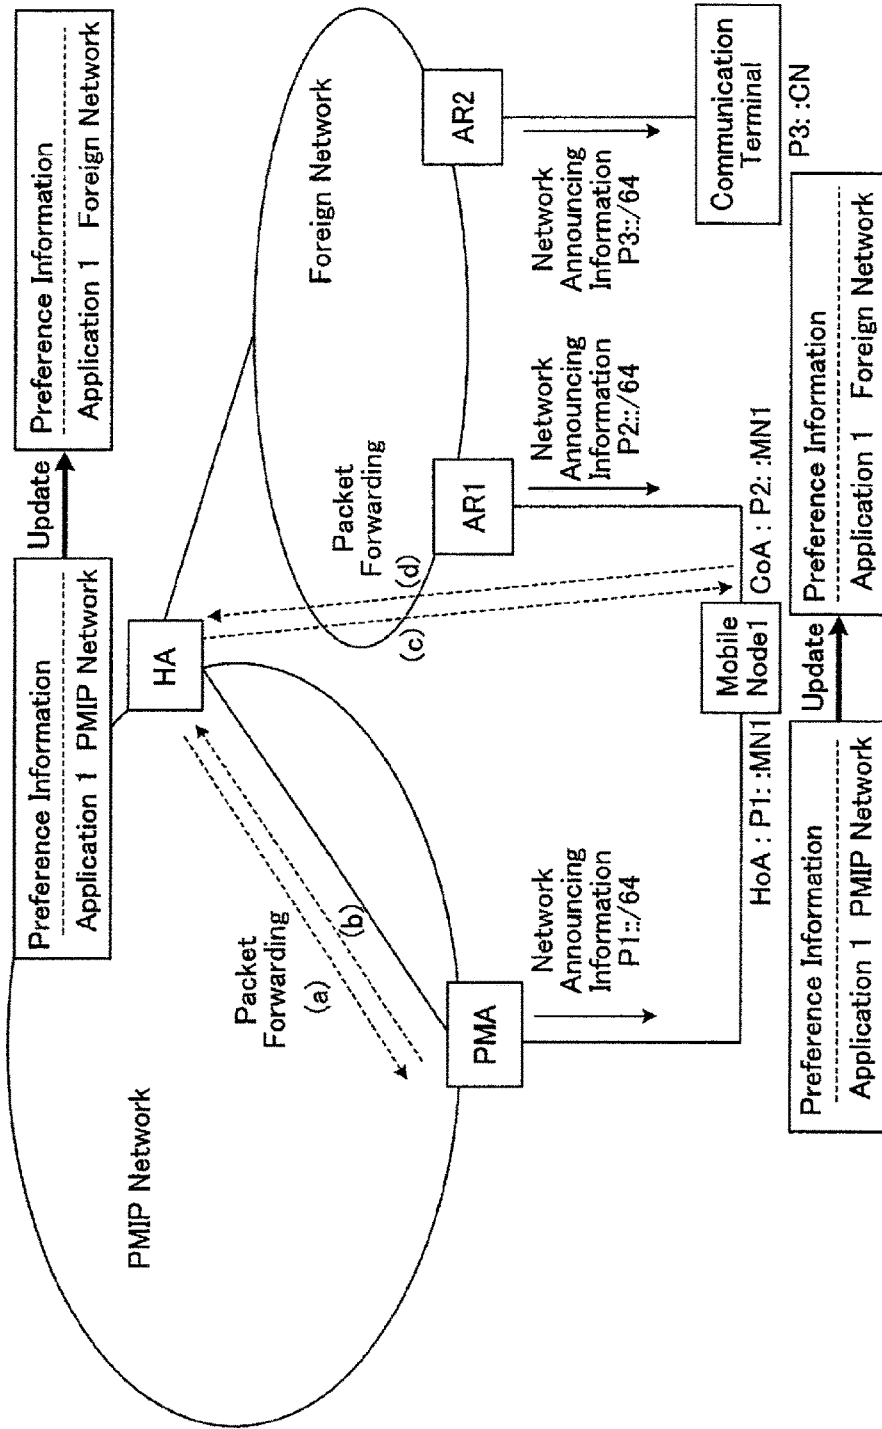 Preference Information
Application 1 PMIP Network
Update
Preference Information
Application 1 Foreign Network
HA
PMIP Network
Foreign Network
Packet
Forwarding
(a)
(b)
Packet
Forwarding
(c)
(d)
PMA
AR1
AR2
Network
Announcing
Information
P1::/64
Network
Announcing
Information
P2::/64
Network
Announcing
Information
P3::/64
HoA : P1: :MN1
Mobile
Node1
CoA : P2: :MN1
Communication
Terminal
P3: :CN
Preference Information
Application 1 PMIP Network
Update
Preference Information
Application 1 Foreign Network